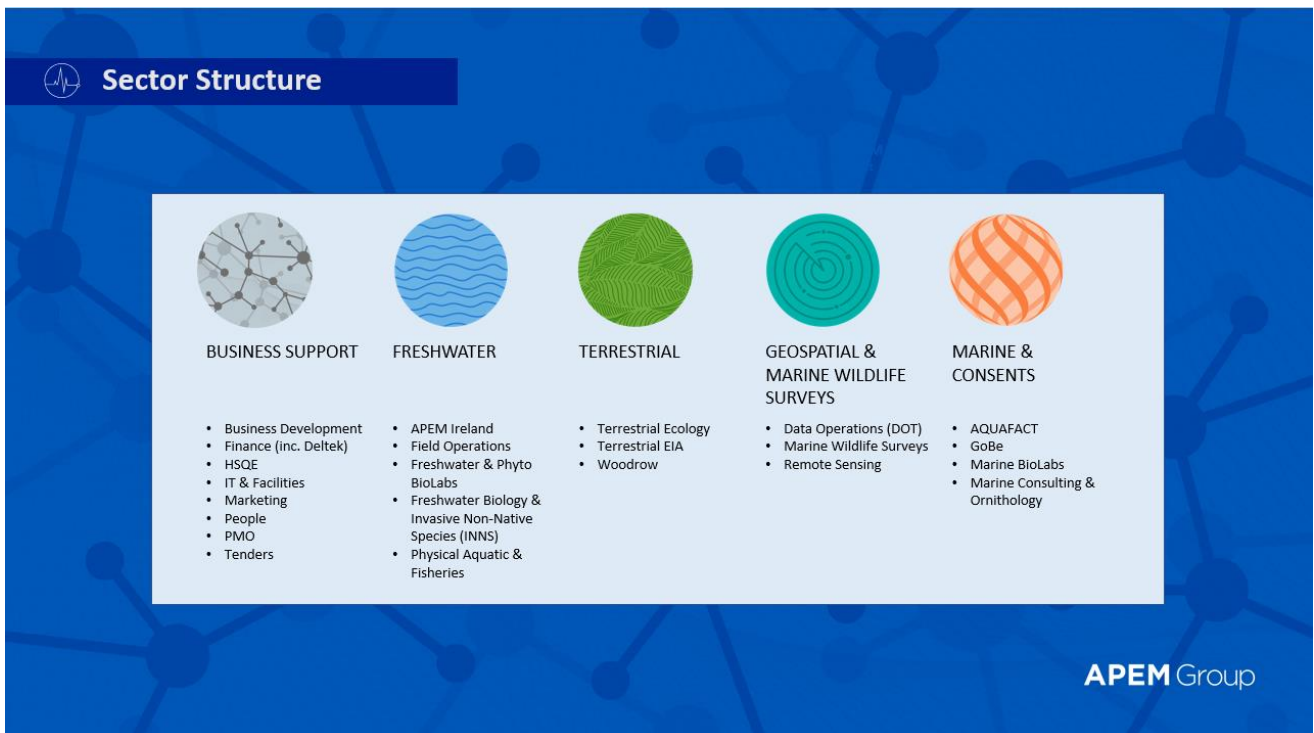 Sector Structure
BUSINESS SUPPORT
• Business Development
• Finance (inc. Deltek)
• HSQE
• IT & Facilities
• Marketing
• People
• PMO
• Tenders
FRESHWATER
• APEM Ireland
• Field Operations
• Freshwater & Phyto
BioLabs
• Freshwater Biology &
Invasive Non-Native
Species (INNS)
• Physical Aquatic &
Fisheries
TERRESTRIAL
• Terrestrial Ecology
• Terrestrial EIA
• Woodrow
GEOSPATIAL &
MARINE WILDLIFE
SURVEYS
• Data Operations (DOT)
• Marine Wildlife Surveys
• Remote Sensing
MARINE &
CONSENTS
• AQUAFACT
• GoBe
• Marine BioLabs
• Marine Consulting &
Ornithology
APEM Group